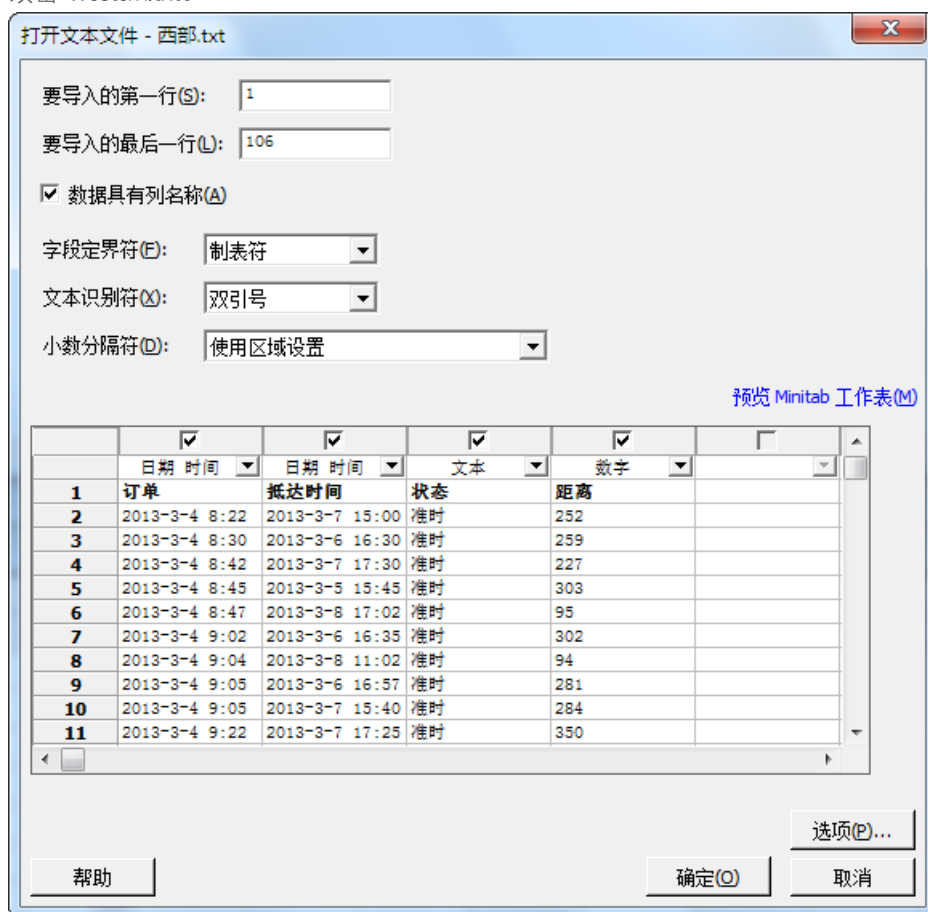 打开文本文件 - 西部.txt
要导入的第一行(S): 1
要导入的最后一行(L): 106
数据具有列名称(A)
字段定界符(F): 制表符
文本识别符(X): 双引号
小数分隔符(D): 使用区域设置
预览 Minitab 工作表(M)
日期 时间 日期 时间 文本 数字
1 订单 抵达时间 状态 距离
2 2013-3-4 8:22 2013-3-7 15:00 准时 252
3 2013-3-4 8:30 2013-3-6 16:30 准时 259
4 2013-3-4 8:42 2013-3-7 17:30 准时 227
5 2013-3-4 8:45 2013-3-5 15:45 准时 303
6 2013-3-4 8:47 2013-3-8 17:02 准时 95
7 2013-3-4 9:02 2013-3-6 16:35 准时 302
8 2013-3-4 9:04 2013-3-8 11:02 准时 94
9 2013-3-4 9:05 2013-3-6 16:57 准时 281
10 2013-3-4 9:05 2013-3-7 15:40 准时 284
11 2013-3-4 9:22 2013-3-7 17:25 准时 350
选项(P)...
帮助 确定(O) 取消